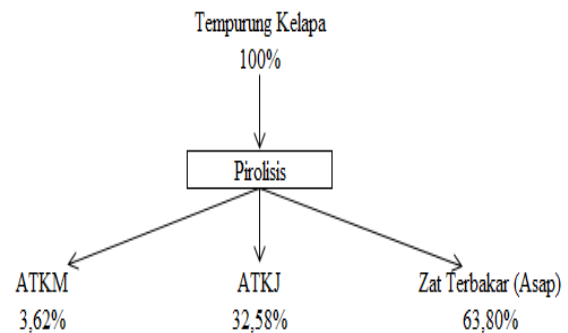 Tempurung Kelapa
100%
Pirolisis
ATKM
3,62%
ATKJ
32,58%
Zat Terbakar (Asap)
63,80%